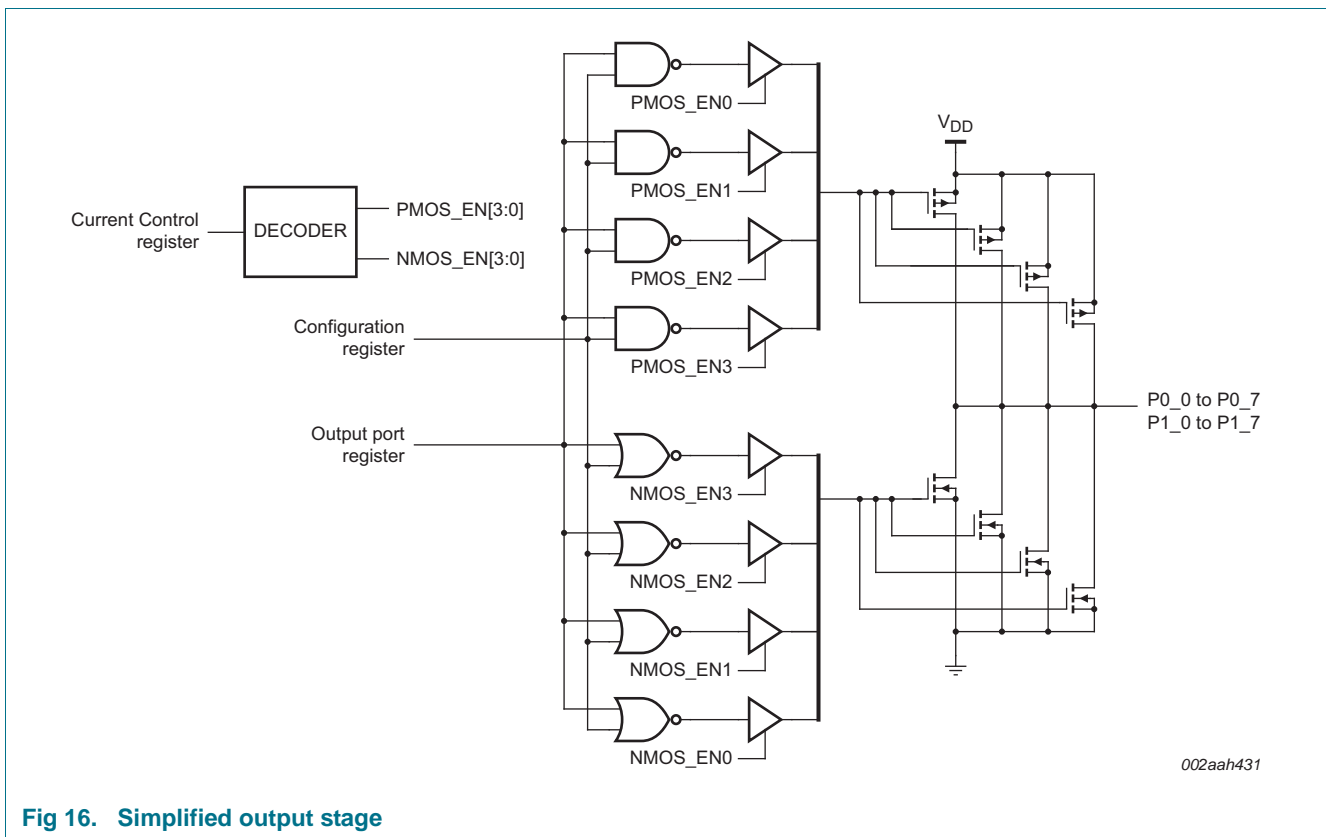 PMOS_EN0
PMOS_EN1
PMOS_EN2
PMOS_EN3
Current Control
register
DECODER
PMOS_EN[3:0]
NMOS_EN[3:0]
Configuration
register
Output port
register
NMOS_EN3
NMOS_EN2
NMOS_EN1
NMOS_EN0
VDD
P0_0 to P0_7
P1_0 to P1_7
002aah431
Fig 16. Simplified output stage